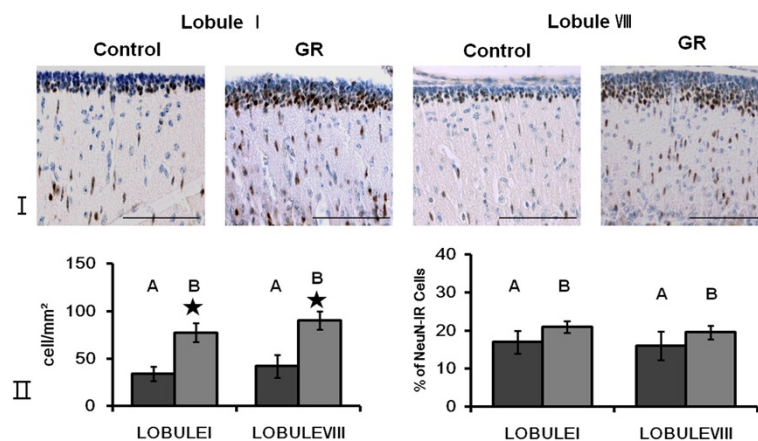 Lobule I
Lobule VIII
Control
GR
Control
GR
I
II
150
100
50
0
cell/mm²
A
B
A
B
LOBULEI
LOBULEVIII
40
30
20
10
0
% of NeuN-IR Cells
A
B
A
B
LOBULEI
LOBULEVIII